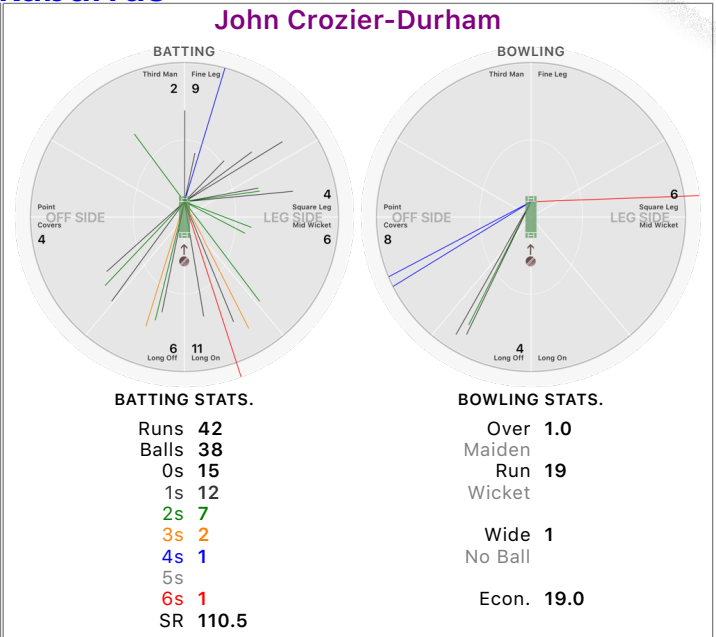 John Crozier-Durham
BATTING
Third Man Fine Leg
2 9
4
Point
Square Leg
OFF SIDE LEG SIDE
Covers
Mid Wicket
4
6
6 11
Long Off Long On
BATTING STATS.
Runs 42
Balls 38
0s 15
1s 12
2s 7
3s 2
4s 1
5s
6s 1
SR 110.5
BOWLING
Third Man Fine Leg
6
Point
Square Leg
OFF SIDE LEG SIDE
Covers
Mid Wicket
8
4
Long Off Long On
BOWLING STATS.
Over 1.0
Maiden
Run 19
Wicket
Wide 1
No Ball
Econ. 19.0